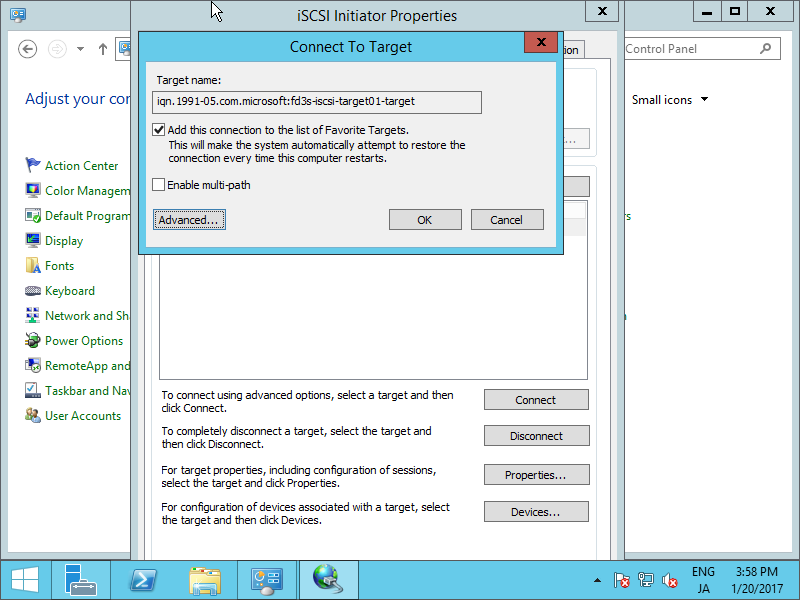 iSCSI Initiator Properties
Connect To Target
Control Panel
Target name:
iqn.1991-05.com.microsoft:fd3s-iscsi-target01-target
Adjust your cor
Small icons
Add this connection to the list of Favorite Targets.
This will make the system automatically attempt to restore the
connection every time this computer restarts.
Enable multi-path
Advanced...
OK
Cancel
Action Center
Color Managem
Default Program
Display
Fonts
Keyboard
Network and Sh
Power Options
RemoteApp and
Taskbar and Nav
User Accounts
To connect using advanced options, select a target and then
click Connect.
Connect
To completely disconnect a target, select the target and
then click Disconnect.
Disconnect
For target properties, including configuration of sessions,
select the target and click Properties.
Properties...
For configuration of devices associated with a target, select
the target and then click Devices.
Devices...
ENG
JA
3:58 PM
1/20/2017